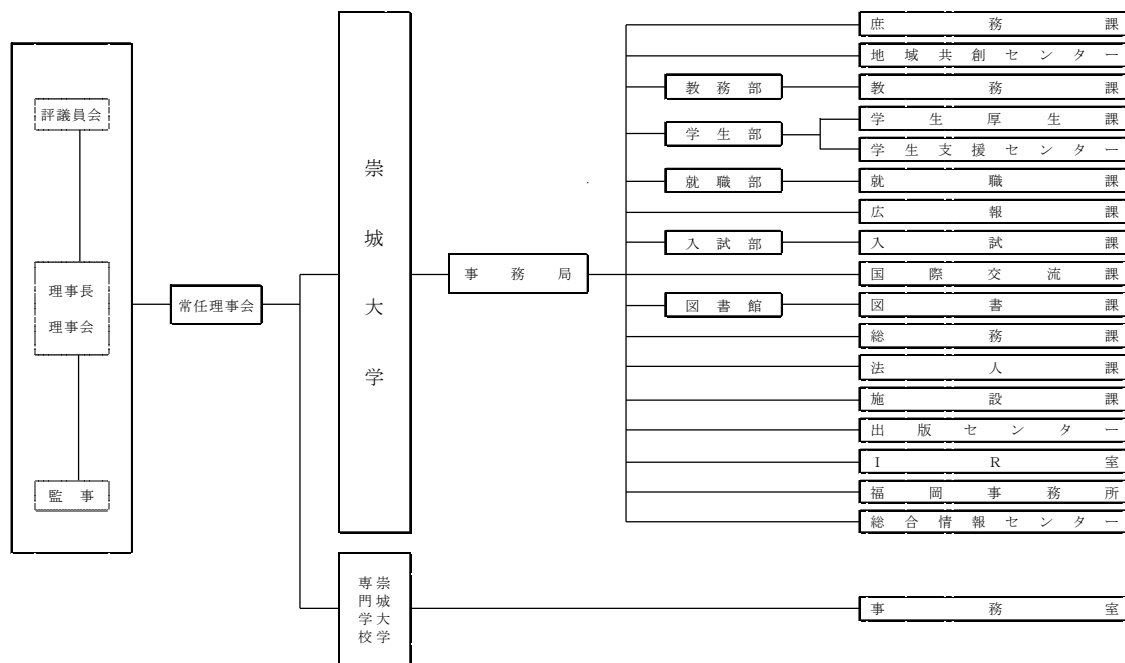 評議員会
理事長
理事会
監事
常任理事会
崇城大学
崇城大学
専門学校
事務局
教務部
学生部
就職部
入試部
図書館
庶務課
地域共創センター
教務課
学生厚生課
学生支援センター
就職課
広報課
入試課
国際交流課
図書課
総務課
法人課
施設課
出版センター
IR室
福岡事務所
総合情報センター
事務室